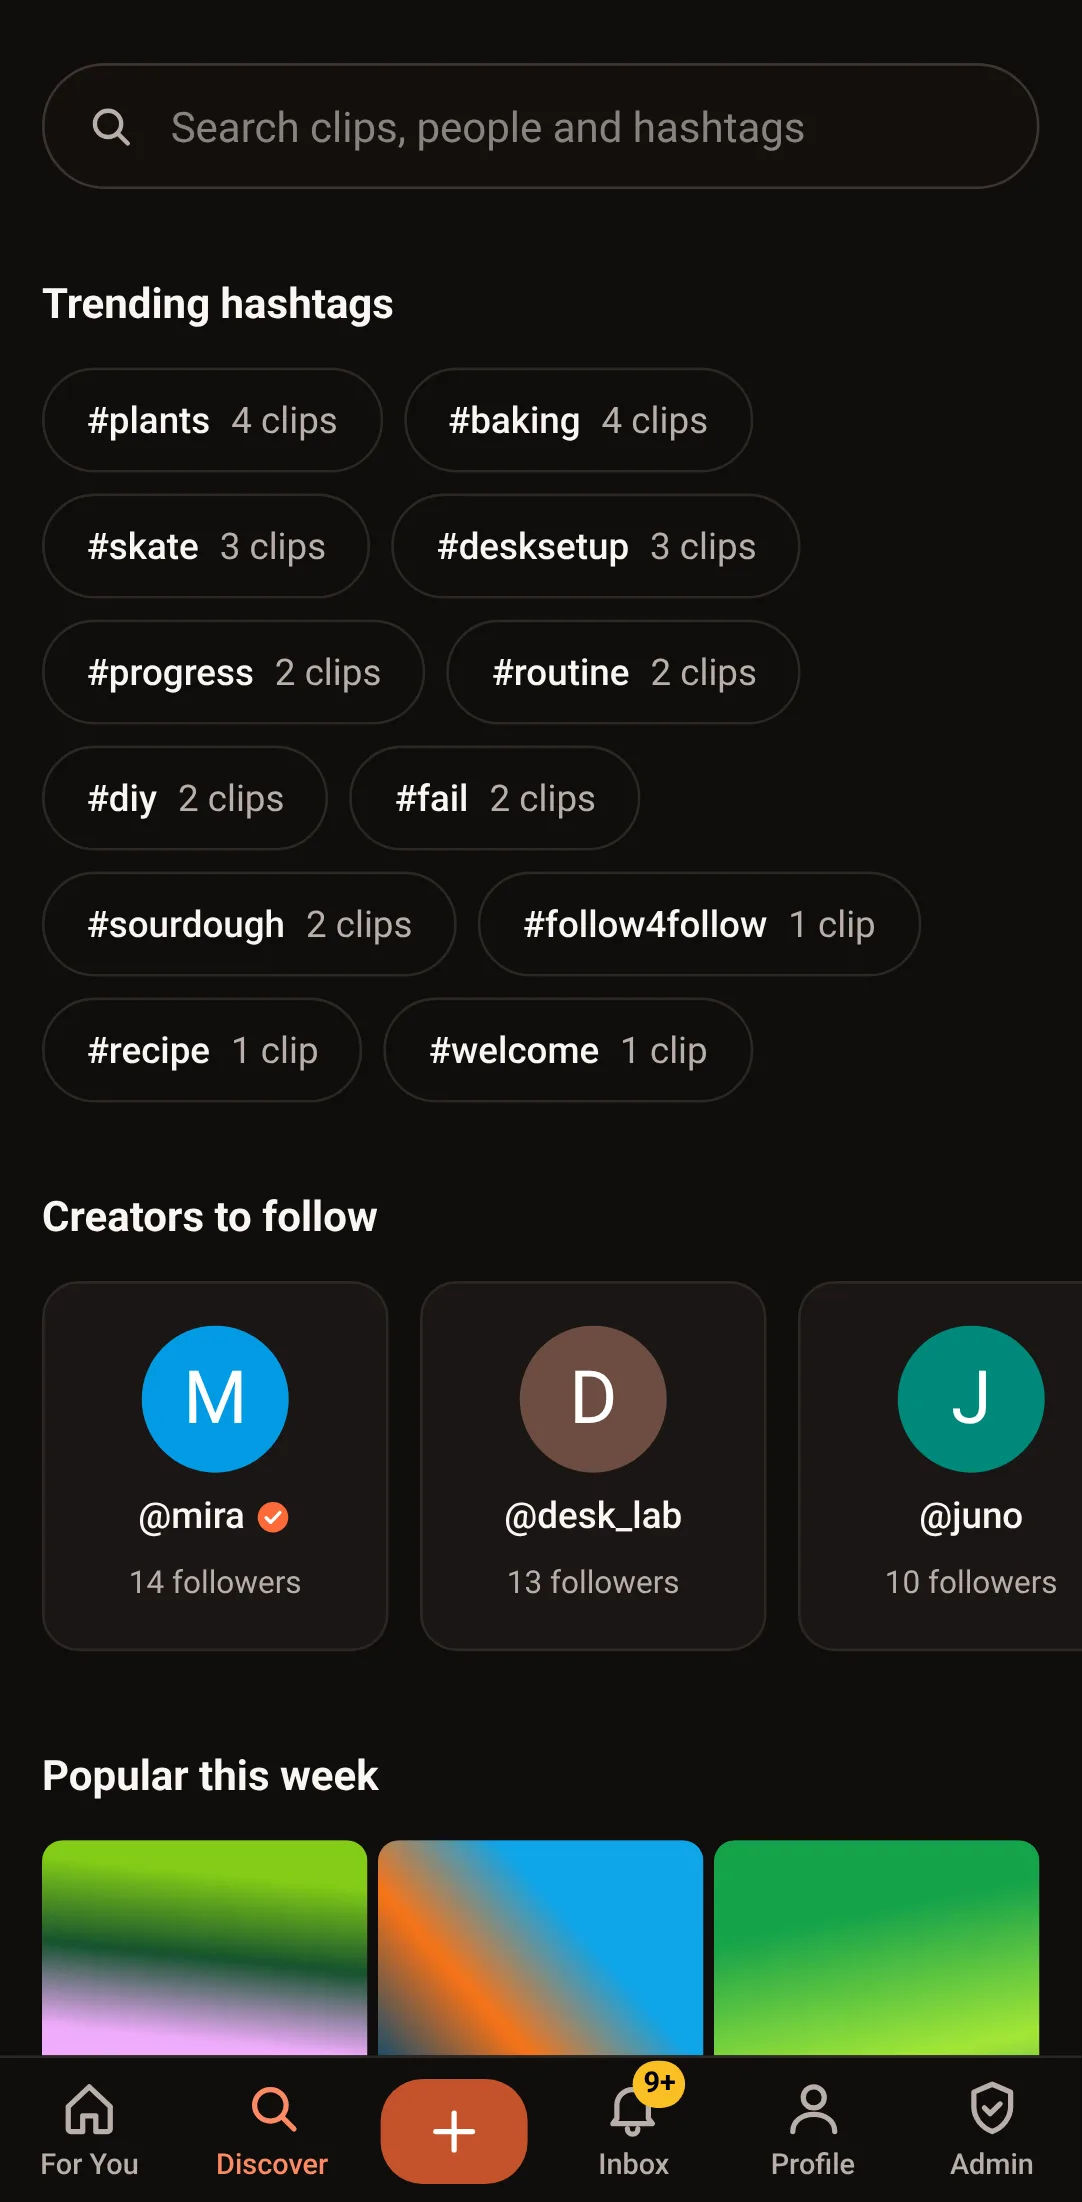 Search clips, people and hashtags
Trending hashtags
#plants 4 clips
#baking 4 clips
#skate 3 clips
#desksetup 3 clips
#progress 2 clips
#routine 2 clips
#diy 2 clips
#fail 2 clips
#sourdough 2 clips
#follow4follow 1 clip
#recipe 1 clip
#welcome 1 clip
Creators to follow
M
@mira
14 followers
D
@desk_lab
13 followers
J
@juno
10 followers
Popular this week
For You
Discover
9+
Inbox
Profile
Admin